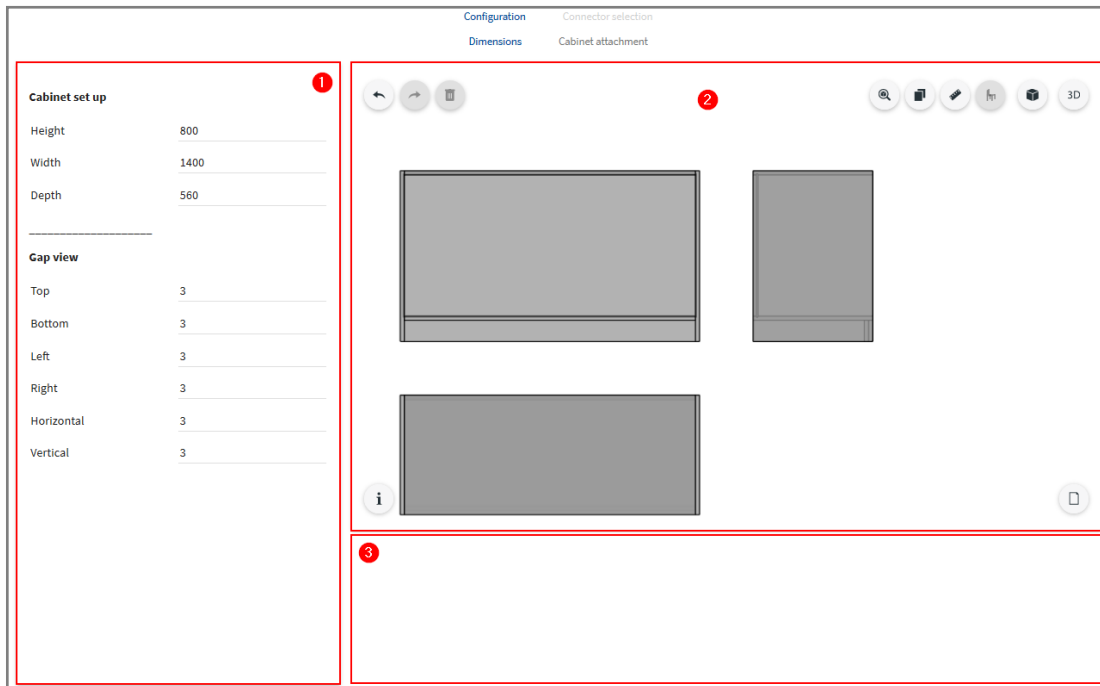 Configuration Connector selection
Dimensions Cabinet attachment
1
Cabinet set up
Height 800
Width 1400
Depth 560
____________________
Gap view
Top 3
Bottom 3
Left 3
Right 3
Horizontal 3
Vertical 3
2
3D
i
3